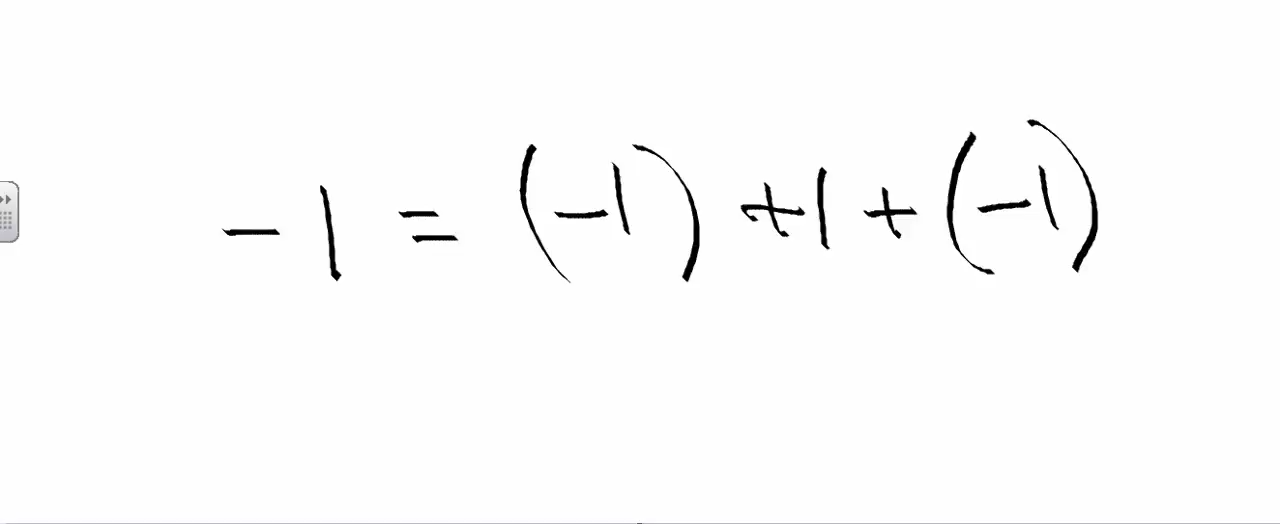 -1 = (-1) +1 + (-1)